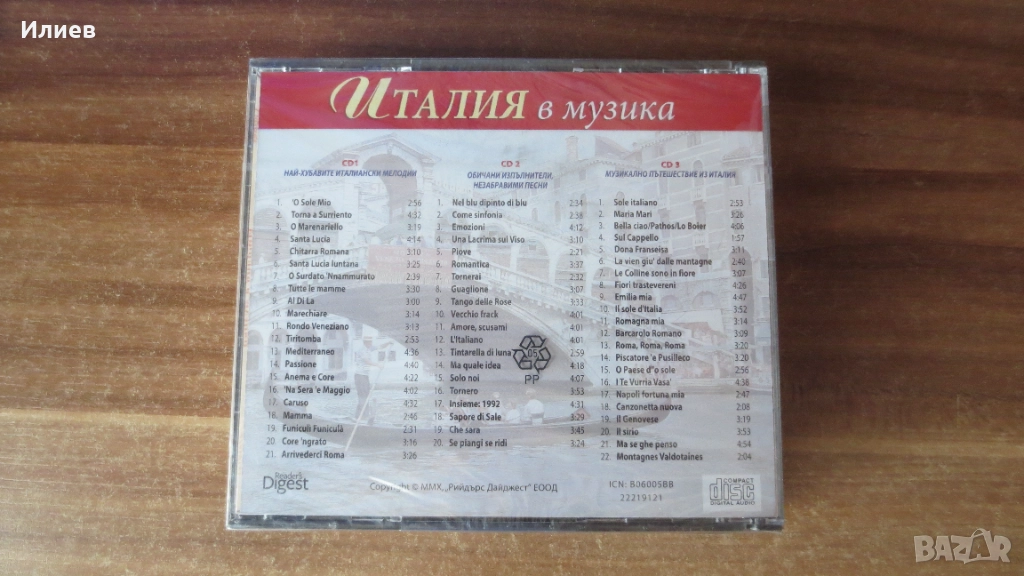 Илиев
Италия в музика
CD1
НАЙ-ХУБАВИТЕ ИТАЛИАНСКИ МЕЛОДИИ
1. 'O Sole Mio 2:56
2. Torna a Surriento 4:32
3. O Marenariello 3:19
4. Santa Lucia 4:14
5. Chitarra Romana 3:10
6. Santa Lucia luntana 3:25
7. O Surdato 'Nnammurato 2:39
8. Tutte le mamme 3:30
9. Al Di La 3:00
10. Marechiare 3:14
11. Rondo Veneziano 3:13
12. Tiritomba 2:53
13. Mediterraneo 4:36
14. Passione 4:40
15. Anema e Core 4:22
16. 'Na Sera 'e Maggio 4:02
17. Caruso 4:32
18. Mamma 2:46
19. Funiculì Funiculà 2:31
20. Core 'ngrato 3:16
21. Arrivederci Roma 3:26
CD 2
ОБИЧАНИ ИЗПЪЛНИТЕЛИ,
НЕЗАБРАВИМИ ПЕСНИ
1. Nel blu dipinto di blu 2:34
2. Come sinfonia 2:38
3. Emozioni 4:12
4. Una Lacrima sul Viso 3:10
5. Piove 2:21
6. Romantica 3:37
7. Tornerai 2:32
8. Guaglione 3:07
9. Tango delle Rose 3:33
10. Vecchio frack 4:01
11. Amore, scusami 4:01
12. L'Italiano 4:01
13. Tintarella di luna 2:59
14. Ma quale idea 4:18
15. Solo noi 4:07
16. Tornero 3:53
17. Insieme: 1992 4:31
18. Sapore di Sale 3:29
19. Che sara 3:45
20. Se piangi se ridi 3:24
CD 3
МУЗИКАЛНО ПЪТЕШЕСТВИЕ ИЗ ИТАЛИЯ
1. Sole italiano 2:53
2. Maria Mari 3:26
3. Balla ciao/Pathos/Lo Boier 4:06
4. Sul Cappello 1:57
5. Dona Franseisa 3:11
6. La vien giu' dalle mantagne 2:40
7. Le Colline sono in fiore 3:07
8. Fiori trastevereni 4:26
9. Emilia mia 4:47
10. Il sole d'Italia 3:52
11. Romagna mia 3:14
12. Barcarolo Romano 3:09
13. Roma, Roma, Roma 3:20
14. Piscatore 'e Pusilleco 3:20
15. O Paese d''o sole 2:56
16. I Te Vurria Vasa' 4:38
17. Napoli fortuna mia 2:47
18. Canzonetta nuova 2:08
19. Il Genovese 3:19
20. Il sirio 3:53
21. Ma se ghe penso 4:54
22. Montagnes Valdotaines 2:04
05
PP
Reader's
Digest
Copyright © MMX, „Рийдърс Дайджест" ЕООД
ICN: B06005BB
22219121
COMPACT
disc
DIGITAL AUDIO
BAZAR